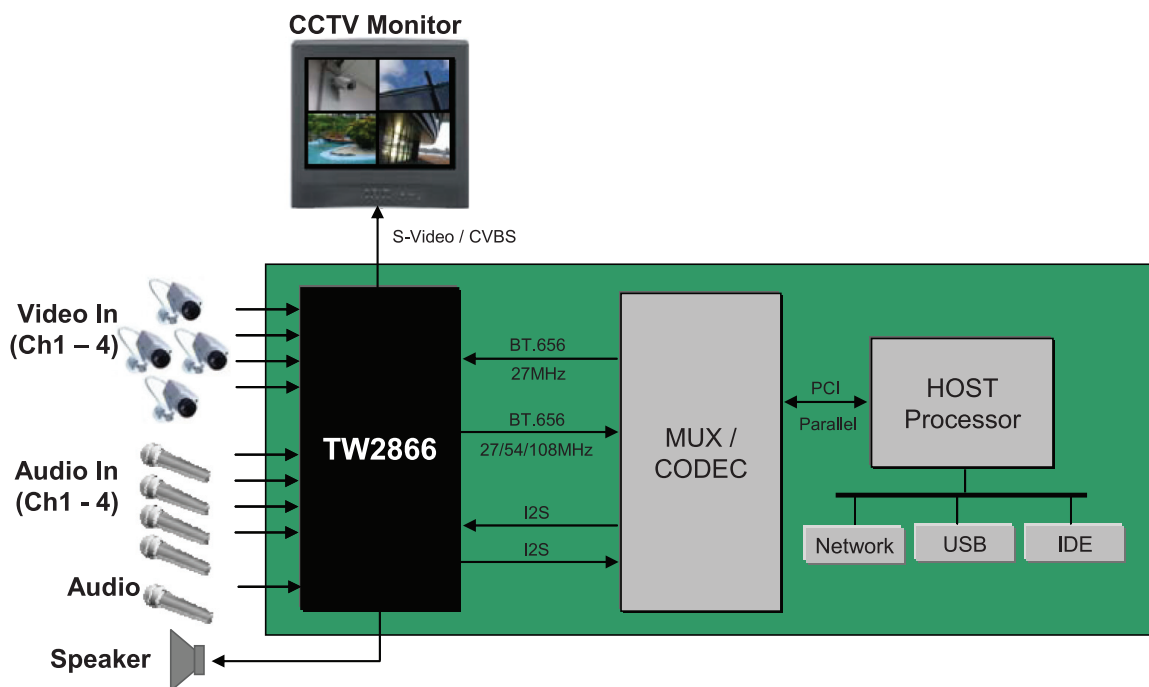 CCTV Monitor
S-Video / CVBS
Video In
(Ch1 – 4)
BT.656
27MHz
BT.656
27/54/108MHz
TW2866
MUX /
CODEC
PCI
Parallel
HOST
Processor
Audio In
(Ch1 - 4)
I2S
I2S
Network
USB
IDE
Audio
Speaker